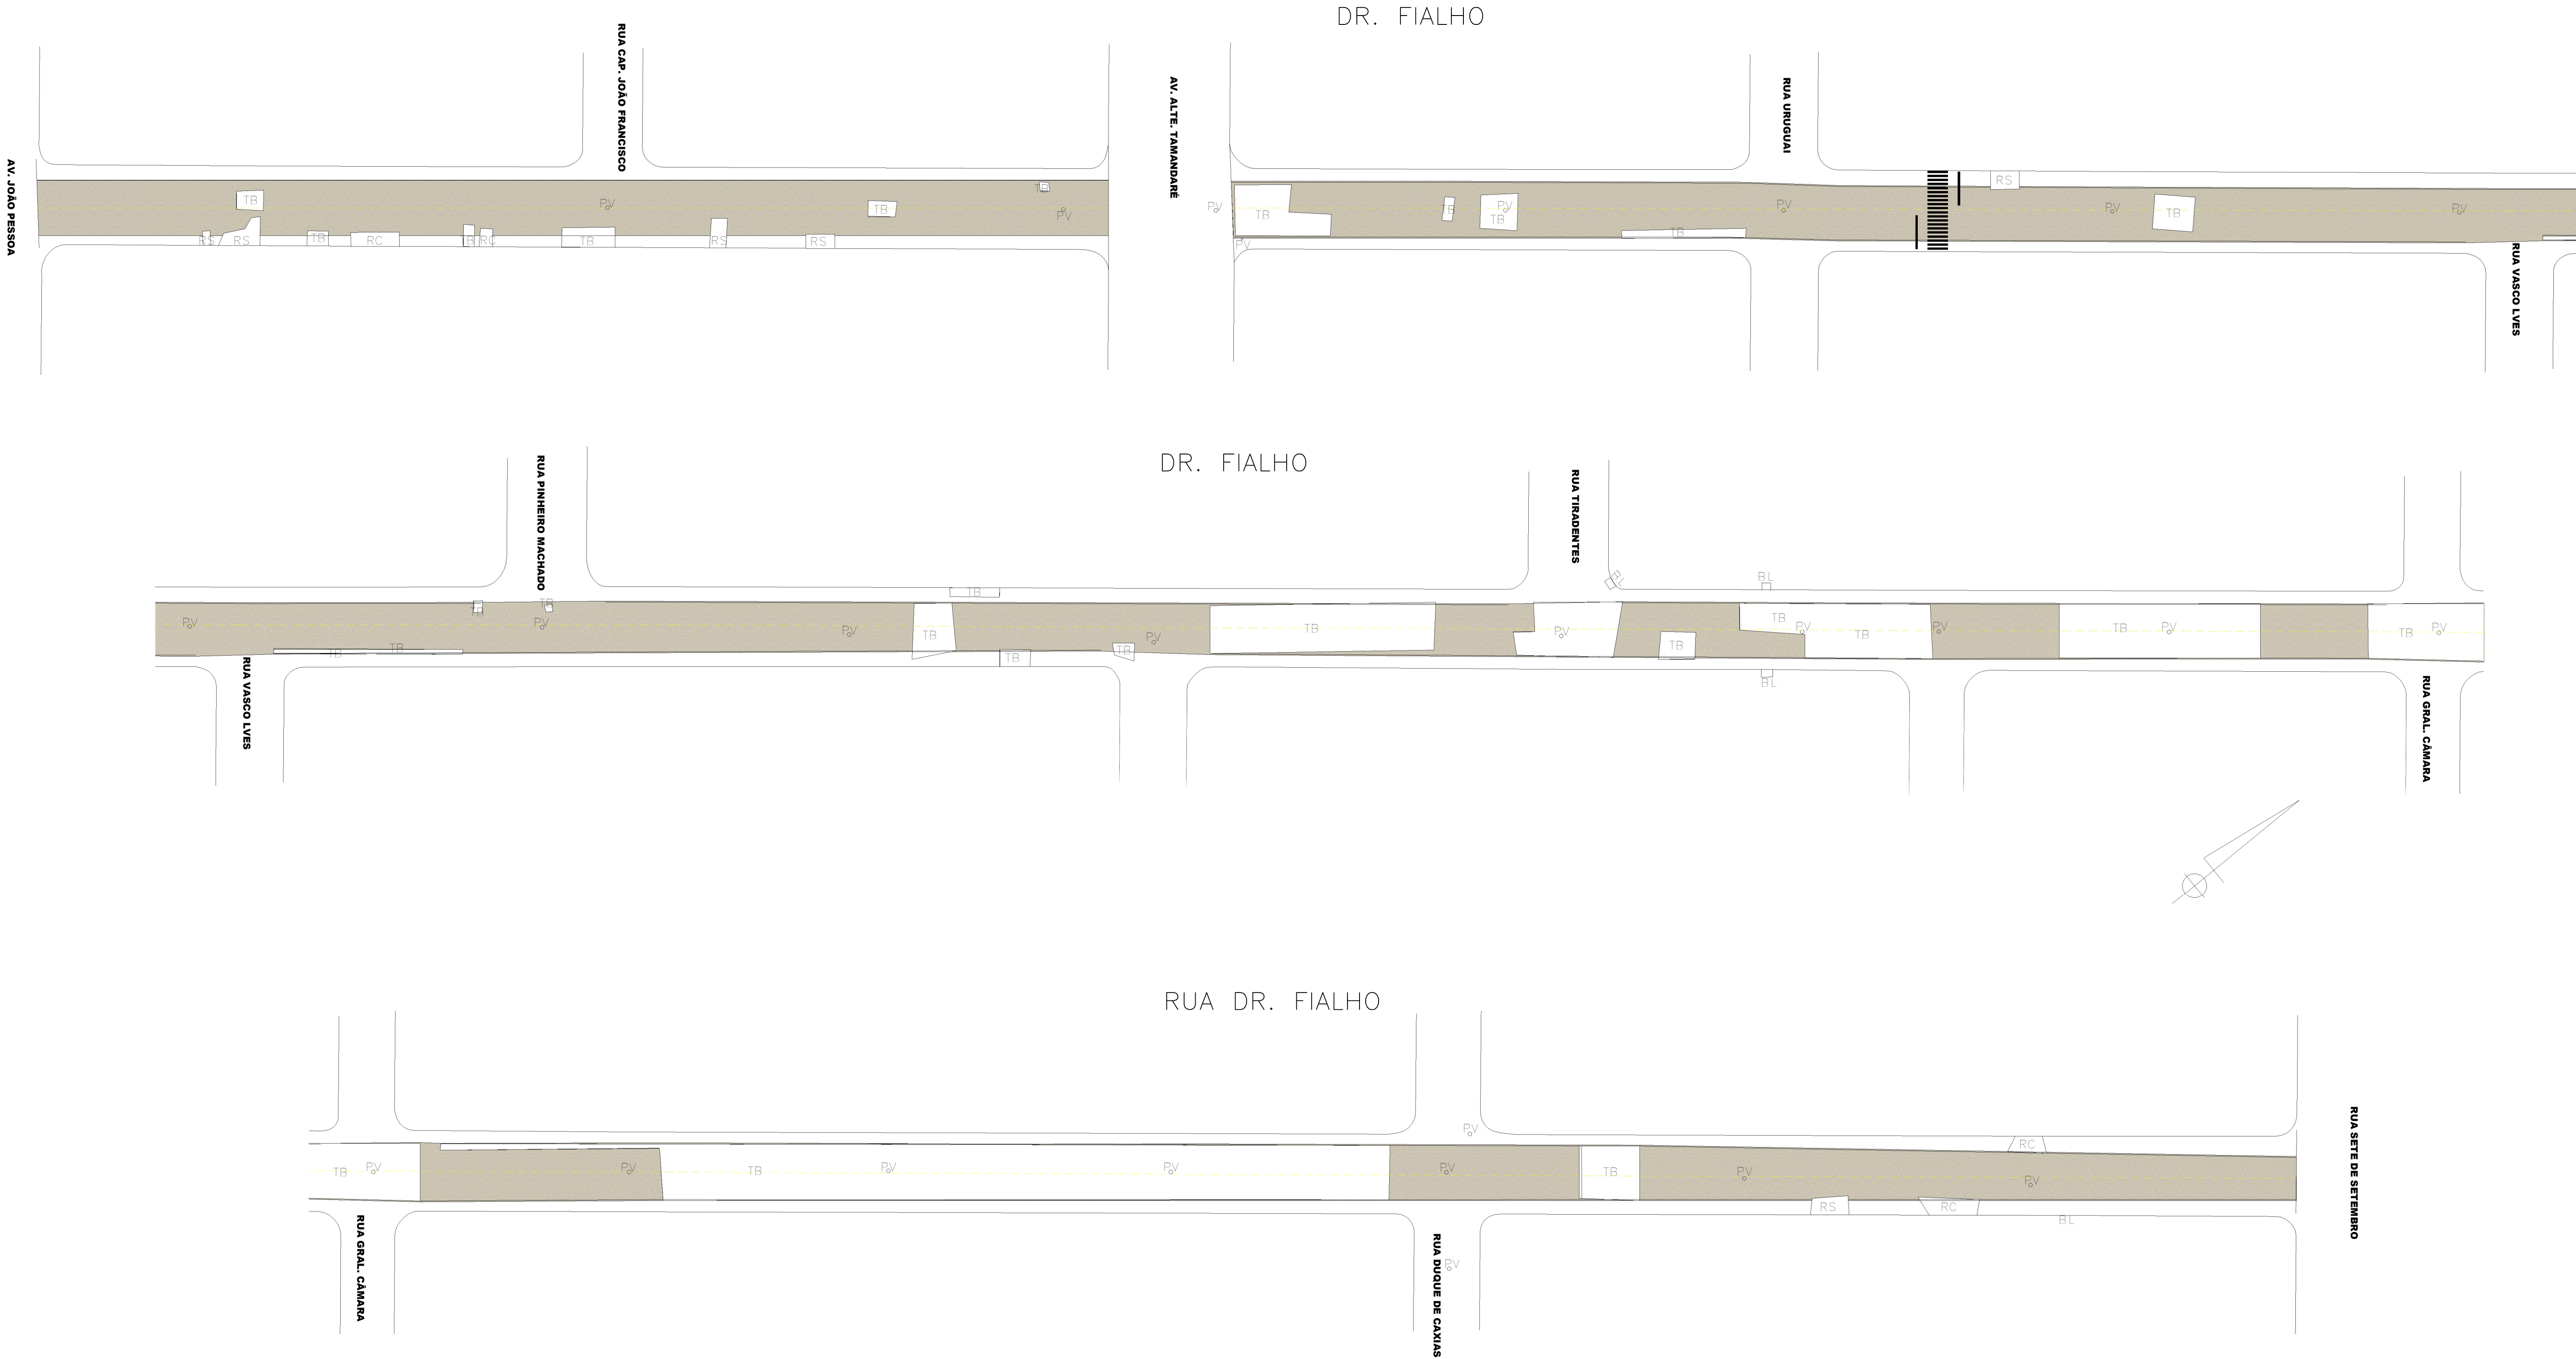 DR. FIALHO
RUA CAP. JOÃO FRANCISCO
AV. ALTE. TAMANDARÉ
RUA URUGUAI
AV. JOÃO PESSOA
RS
TB
TB
PV
TB
PV
PV
TB
TB
PV
TB
PV
PV
TB
PV
RS
RS
TB
RC
TB
RC
TB
RS
RS
PV
TB
RUA VASCO LVES
DR. FIALHO
RUA PINHEIRO MACHADO
RUA TIRADENTES
TB
BL
BL
TB
TB
PV
PV
PV
TB
PV
TB
PV
TB
PV
TB
PV
TB
PV
TB
PV
TB
TB
TB
TB
TB
BL
RUA VASCO LVES
RUA GRAL. CÂMARA
RUA DR. FIALHO
RUA SETE DE SETEMBRO
PV
RC
TB
PV
PV
TB
PV
PV
PV
TB
PV
PV
RS
RC
BL
RUA GRAL. CÂMARA
RUA DUQUE DE CAXIAS
PV